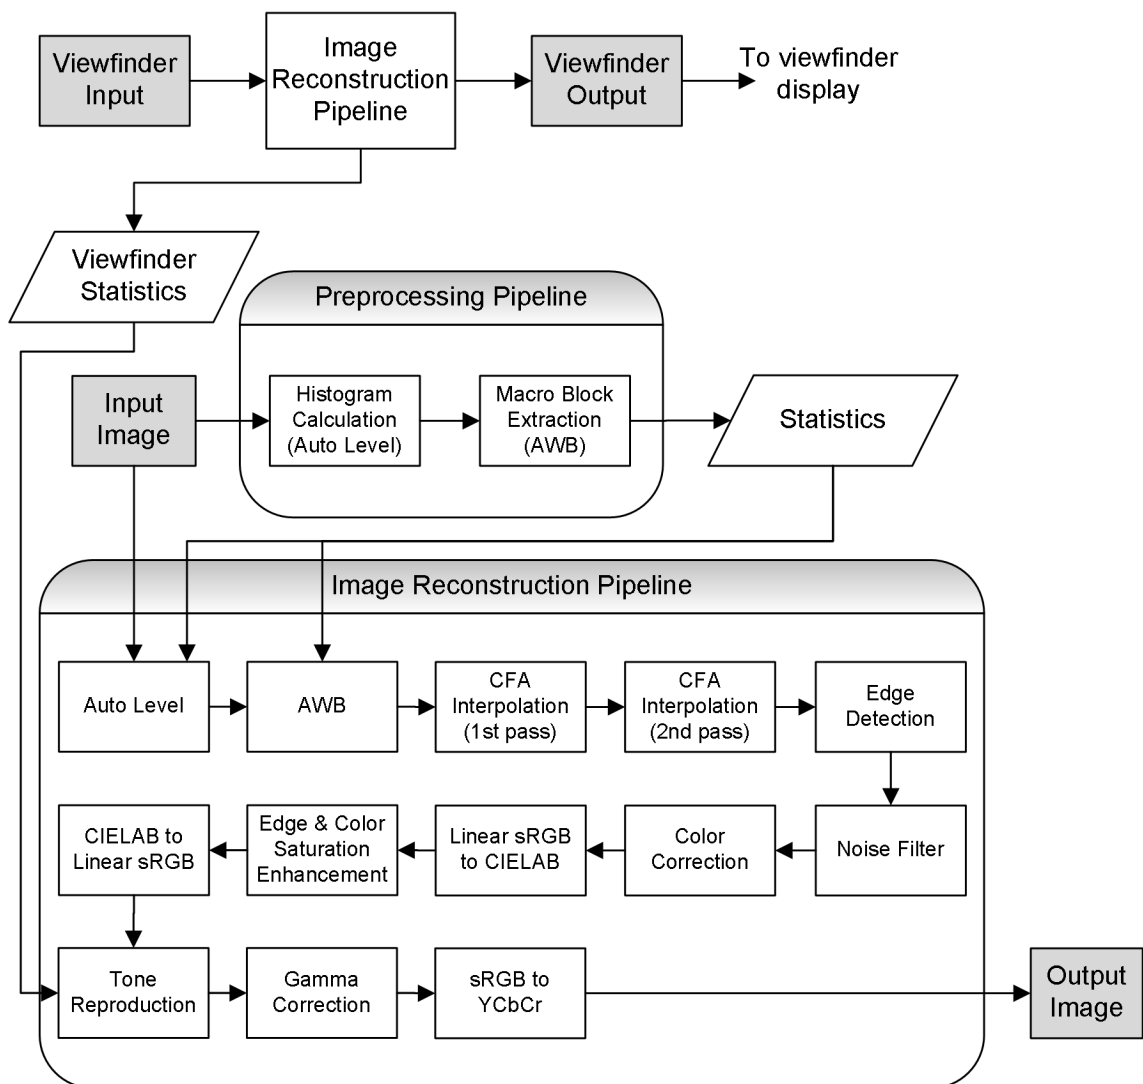 Viewfinder
Input
Image
Reconstruction
Pipeline
Viewfinder
Output
To viewfinder
display
Viewfinder
Statistics
Preprocessing Pipeline
Input
Image
Histogram
Calculation
(Auto Level)
Macro Block
Extraction
(AWB)
Statistics
Image Reconstruction Pipeline
Auto Level
AWB
CFA
Interpolation
(1st pass)
CFA
Interpolation
(2nd pass)
Edge
Detection
CIELAB to
Linear sRGB
Edge & Color
Saturation
Enhancement
Linear sRGB
to CIELAB
Color
Correction
Noise Filter
Tone
Reproduction
Gamma
Correction
sRGB to
YCbCr
Output
Image